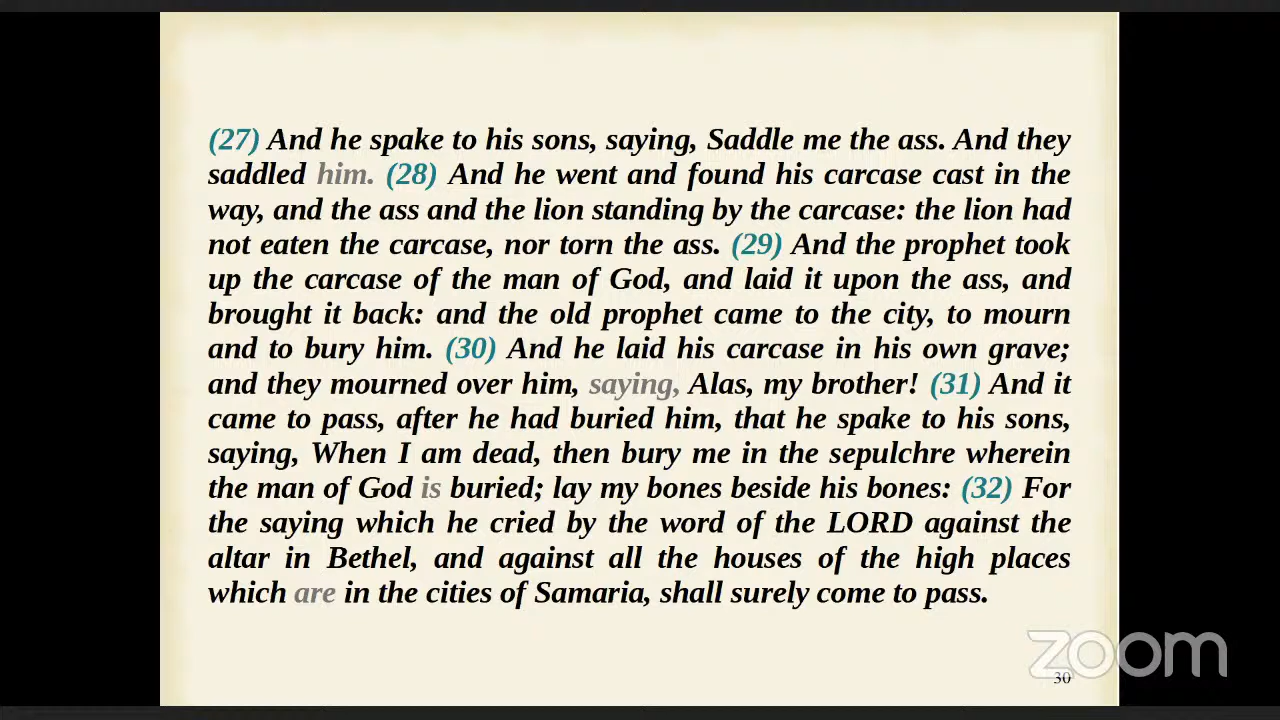 (27) And he spake to his sons, saying, Saddle me the ass. And they
saddled him. (28) And he went and found his carcase cast in the
way, and the ass and the lion standing by the carcase: the lion had
not eaten the carcase, nor torn the ass. (29) And the prophet took
up the carcase of the man of God, and laid it upon the ass, and
brought it back: and the old prophet came to the city, to mourn
and to bury him. (30) And he laid his carcase in his own grave;
and they mourned over him, saying, Alas, my brother! (31) And it
came to pass, after he had buried him, that he spake to his sons,
saying, When I am dead, then bury me in the sepulchre wherein
the man of God is buried; lay my bones beside his bones: (32) For
the saying which he cried by the word of the LORD against the
altar in Bethel, and against all the houses of the high places
which are in the cities of Samaria, shall surely come to pass.
zoom
30